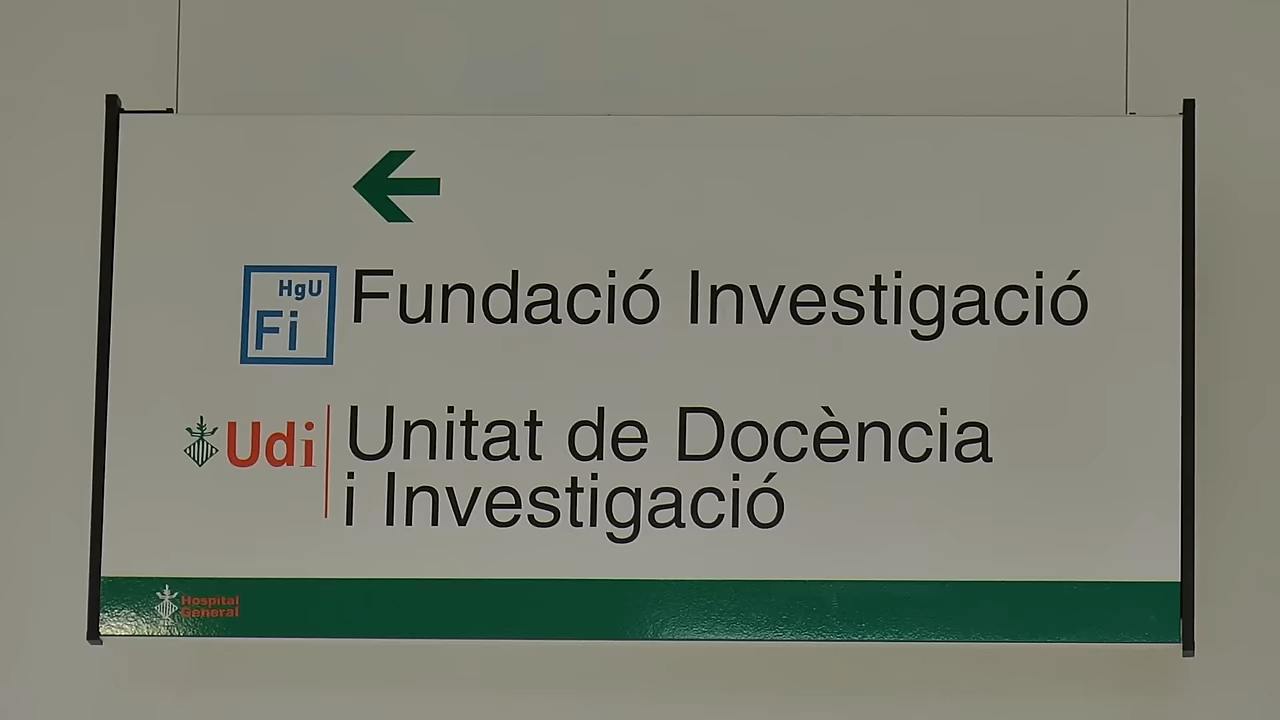 HgU
Fi
Fundació Investigació
Udi
Unitat de Docència
i Investigació
Hospital
General